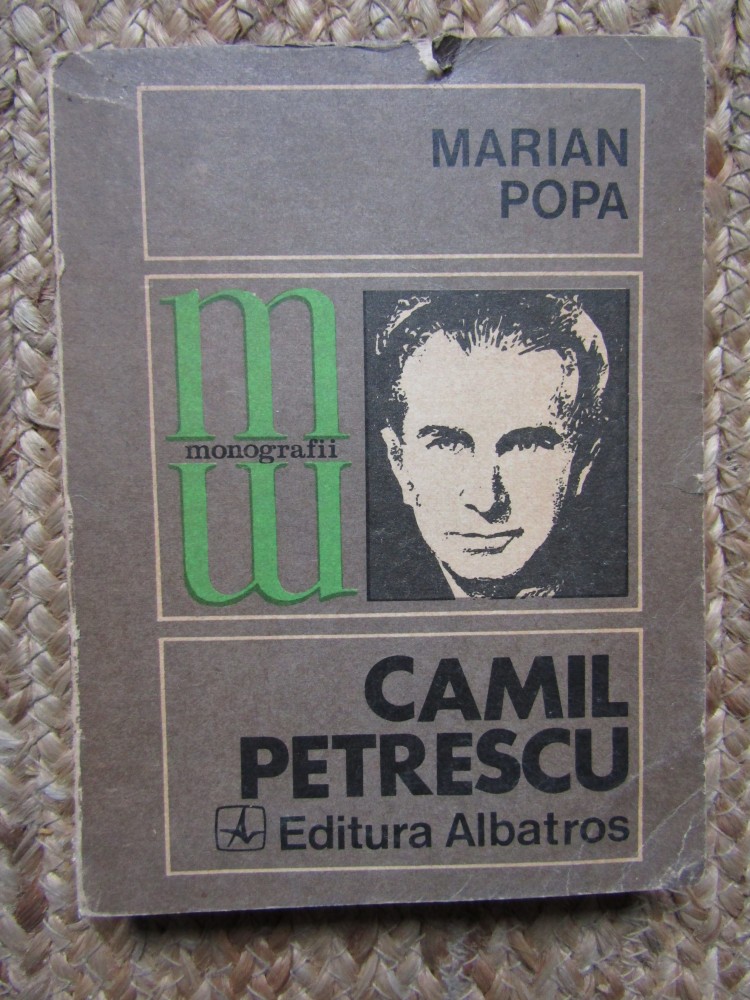 MARIAN
POPA
m
monografii
m
CAMIL
PETRESCU
Editura Albatros